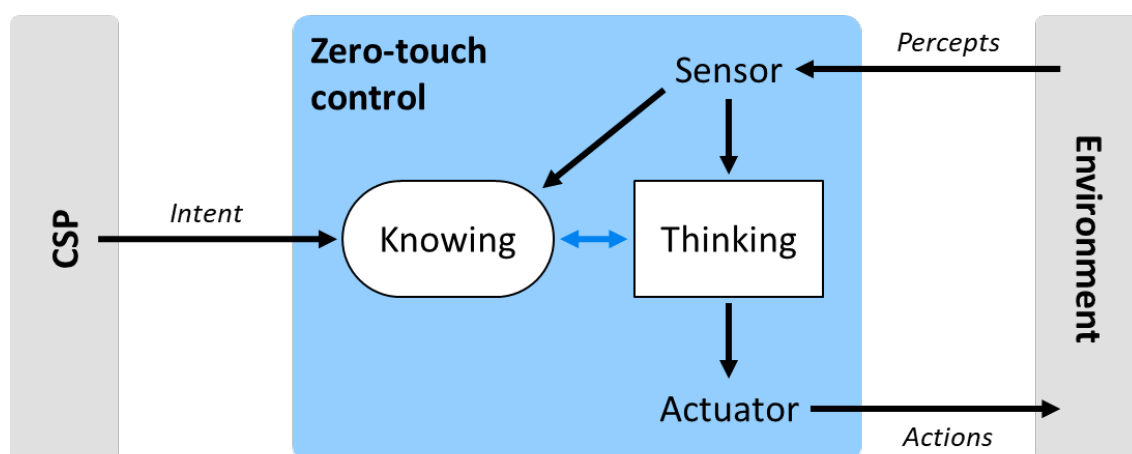 Zero-touch
control
Percepts
Sensor
CSP
Intent
Knowing
Thinking
Environment
Actuator
Actions